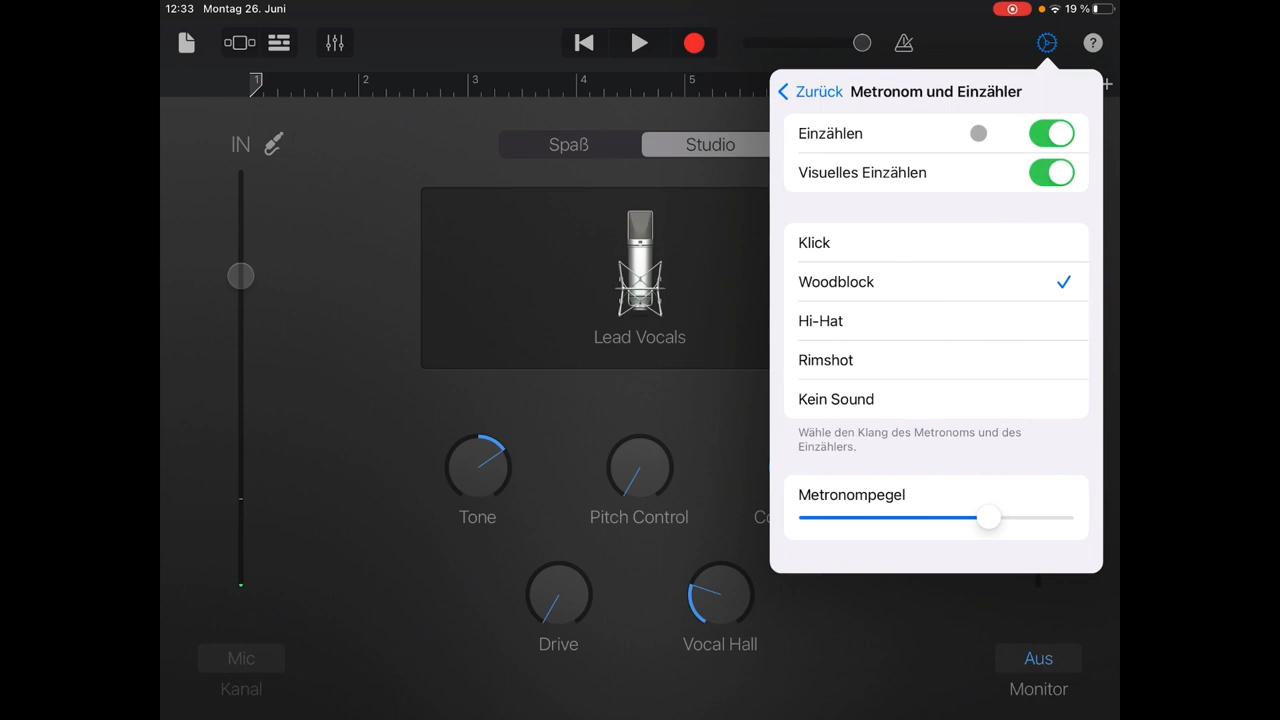 12:33 Montag 26. Juni
19 %
1 2 3 4 5
Zurück Metronom und Einzähler
Einzählen
Visuelles Einzählen
Klick
Woodblock
Hi-Hat
Rimshot
Kein Sound
Wähle den Klang des Metronoms und des
Einzählers.
Metronompegel
IN
Spaß Studio
Lead Vocals
Tone Pitch Control Co
Drive Vocal Hall
Mic
Kanal
Aus
Monitor